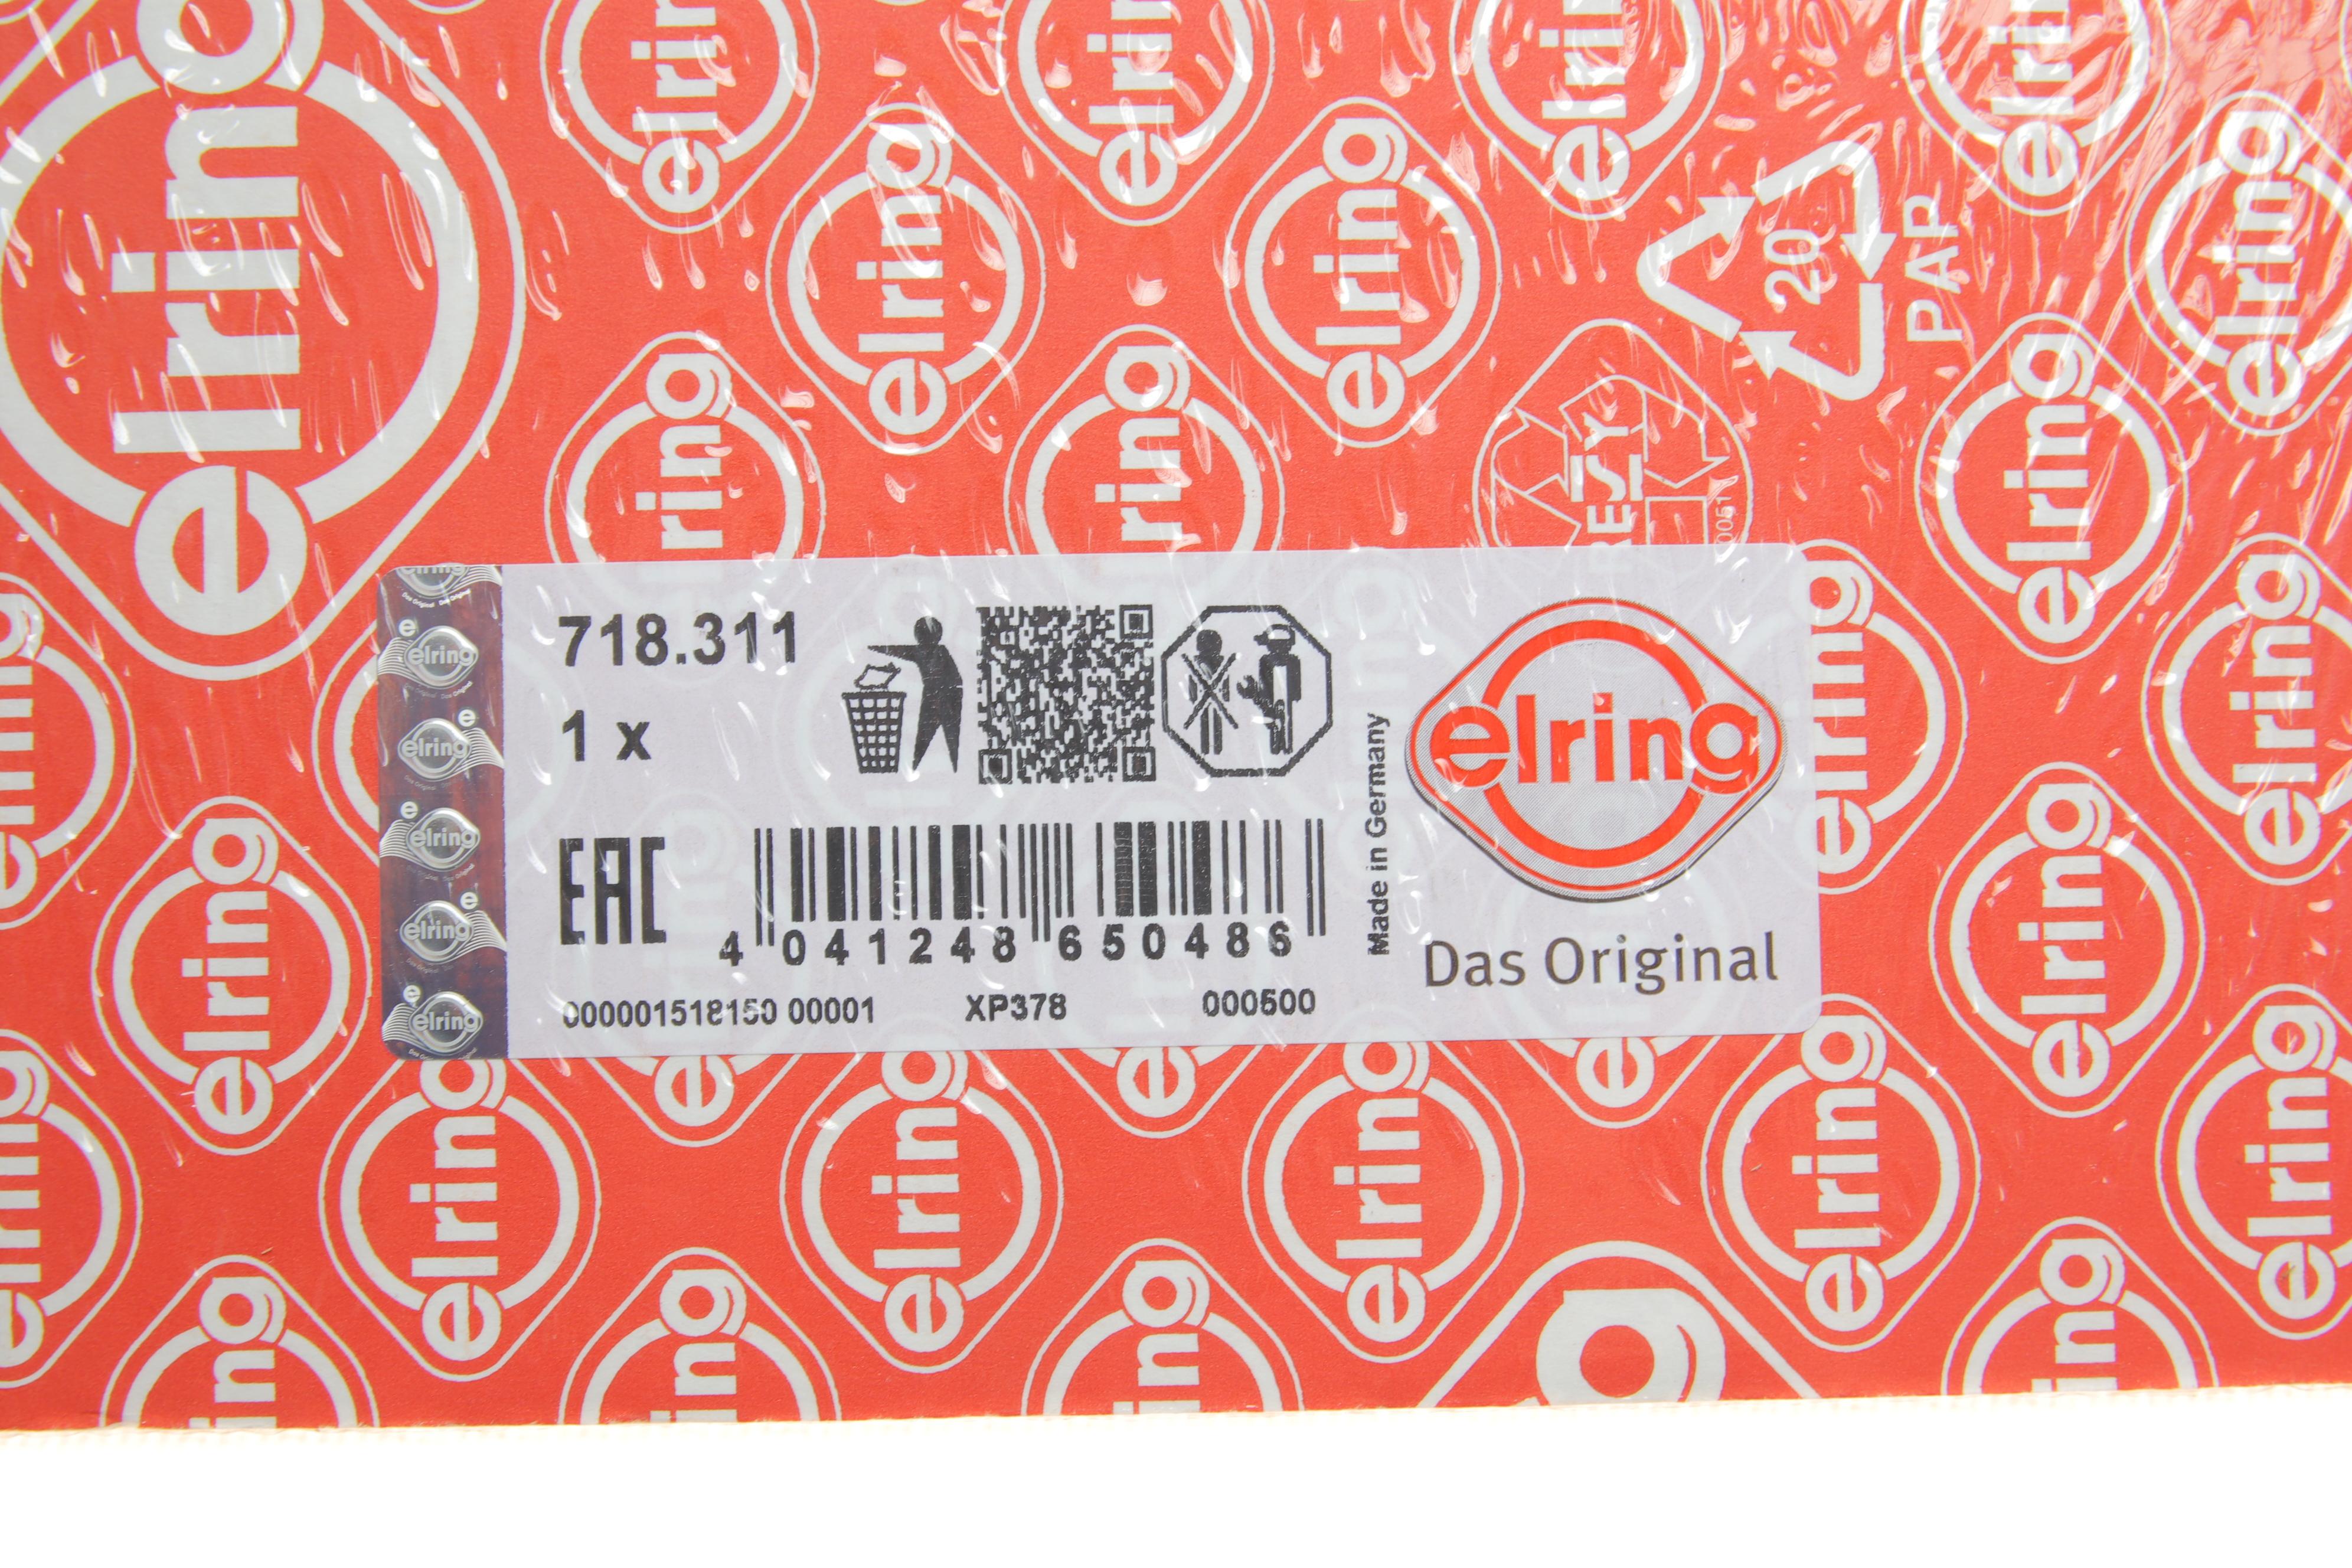 718.311
1 x
EAC
4 041248 650486
000001518150 00001 XP378 000500
Made in Germany
elring
Das Original
elring
20
PAP
RESY